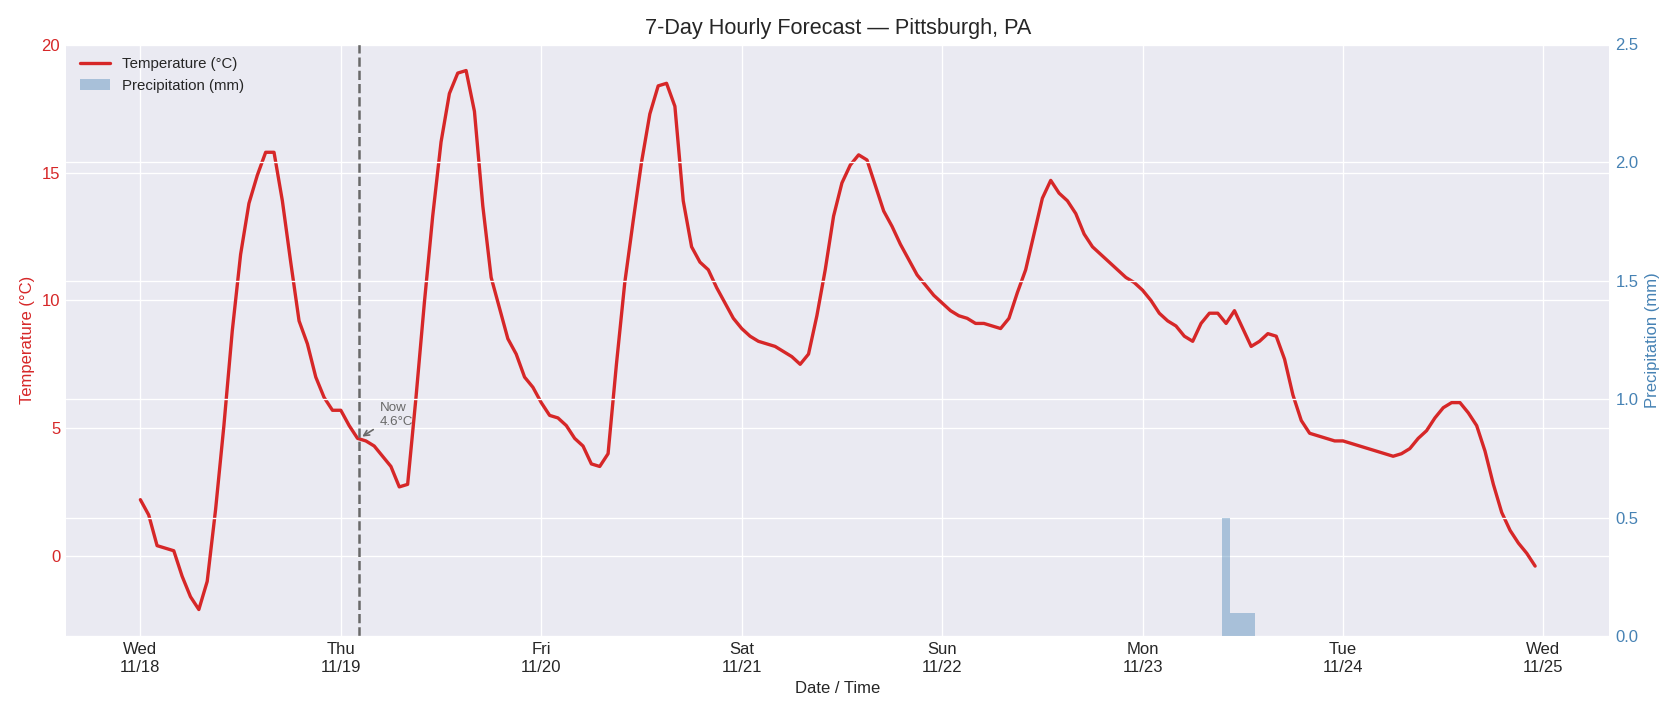 7-Day Hourly Forecast — Pittsburgh, PA
Temperature (°C)
Precipitation (mm)
20
15
10
5
0
Temperature (°C)
2.5
2.0
1.5
1.0
0.5
0.0
Precipitation (mm)
Now
4.6°C
Wed
11/18
Thu
11/19
Fri
11/20
Sat
11/21
Sun
11/22
Mon
11/23
Tue
11/24
Wed
11/25
Date / Time